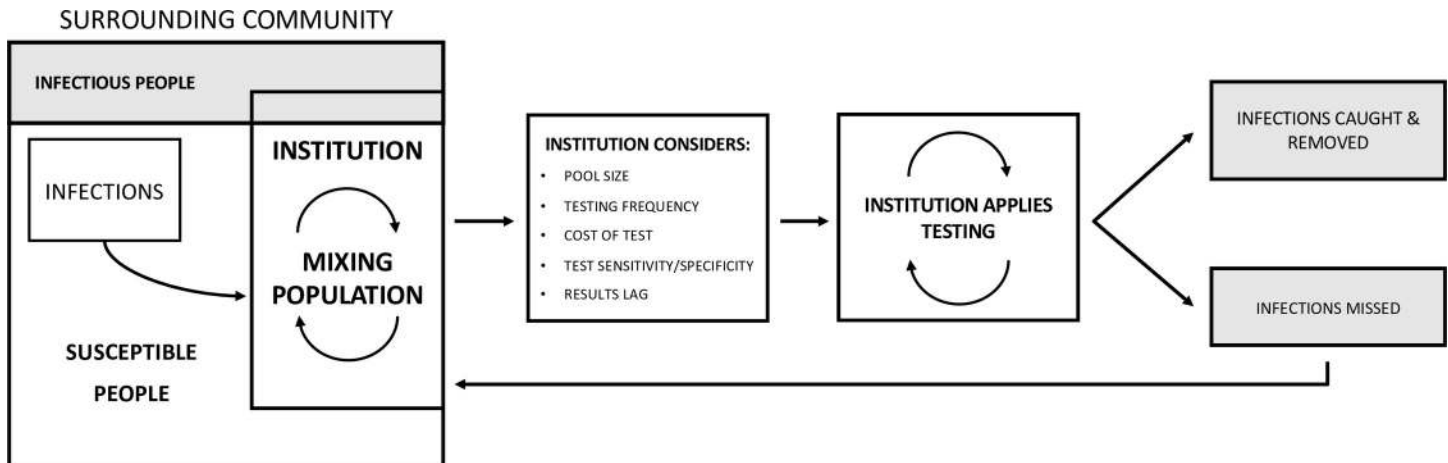 SURROUNDING COMMUNITY
INFECTIOUS PEOPLE
INFECTIONS
SUSCEPTIBLE
PEOPLE
INSTITUTION
MIXING
POPULATION
INSTITUTION CONSIDERS:
• POOL SIZE
• TESTING FREQUENCY
• COST OF TEST
• TEST SENSITIVITY/SPECIFICITY
• RESULTS LAG
INSTITUTION APPLIES
TESTING
INFECTIONS CAUGHT &
REMOVED
INFECTIONS MISSED